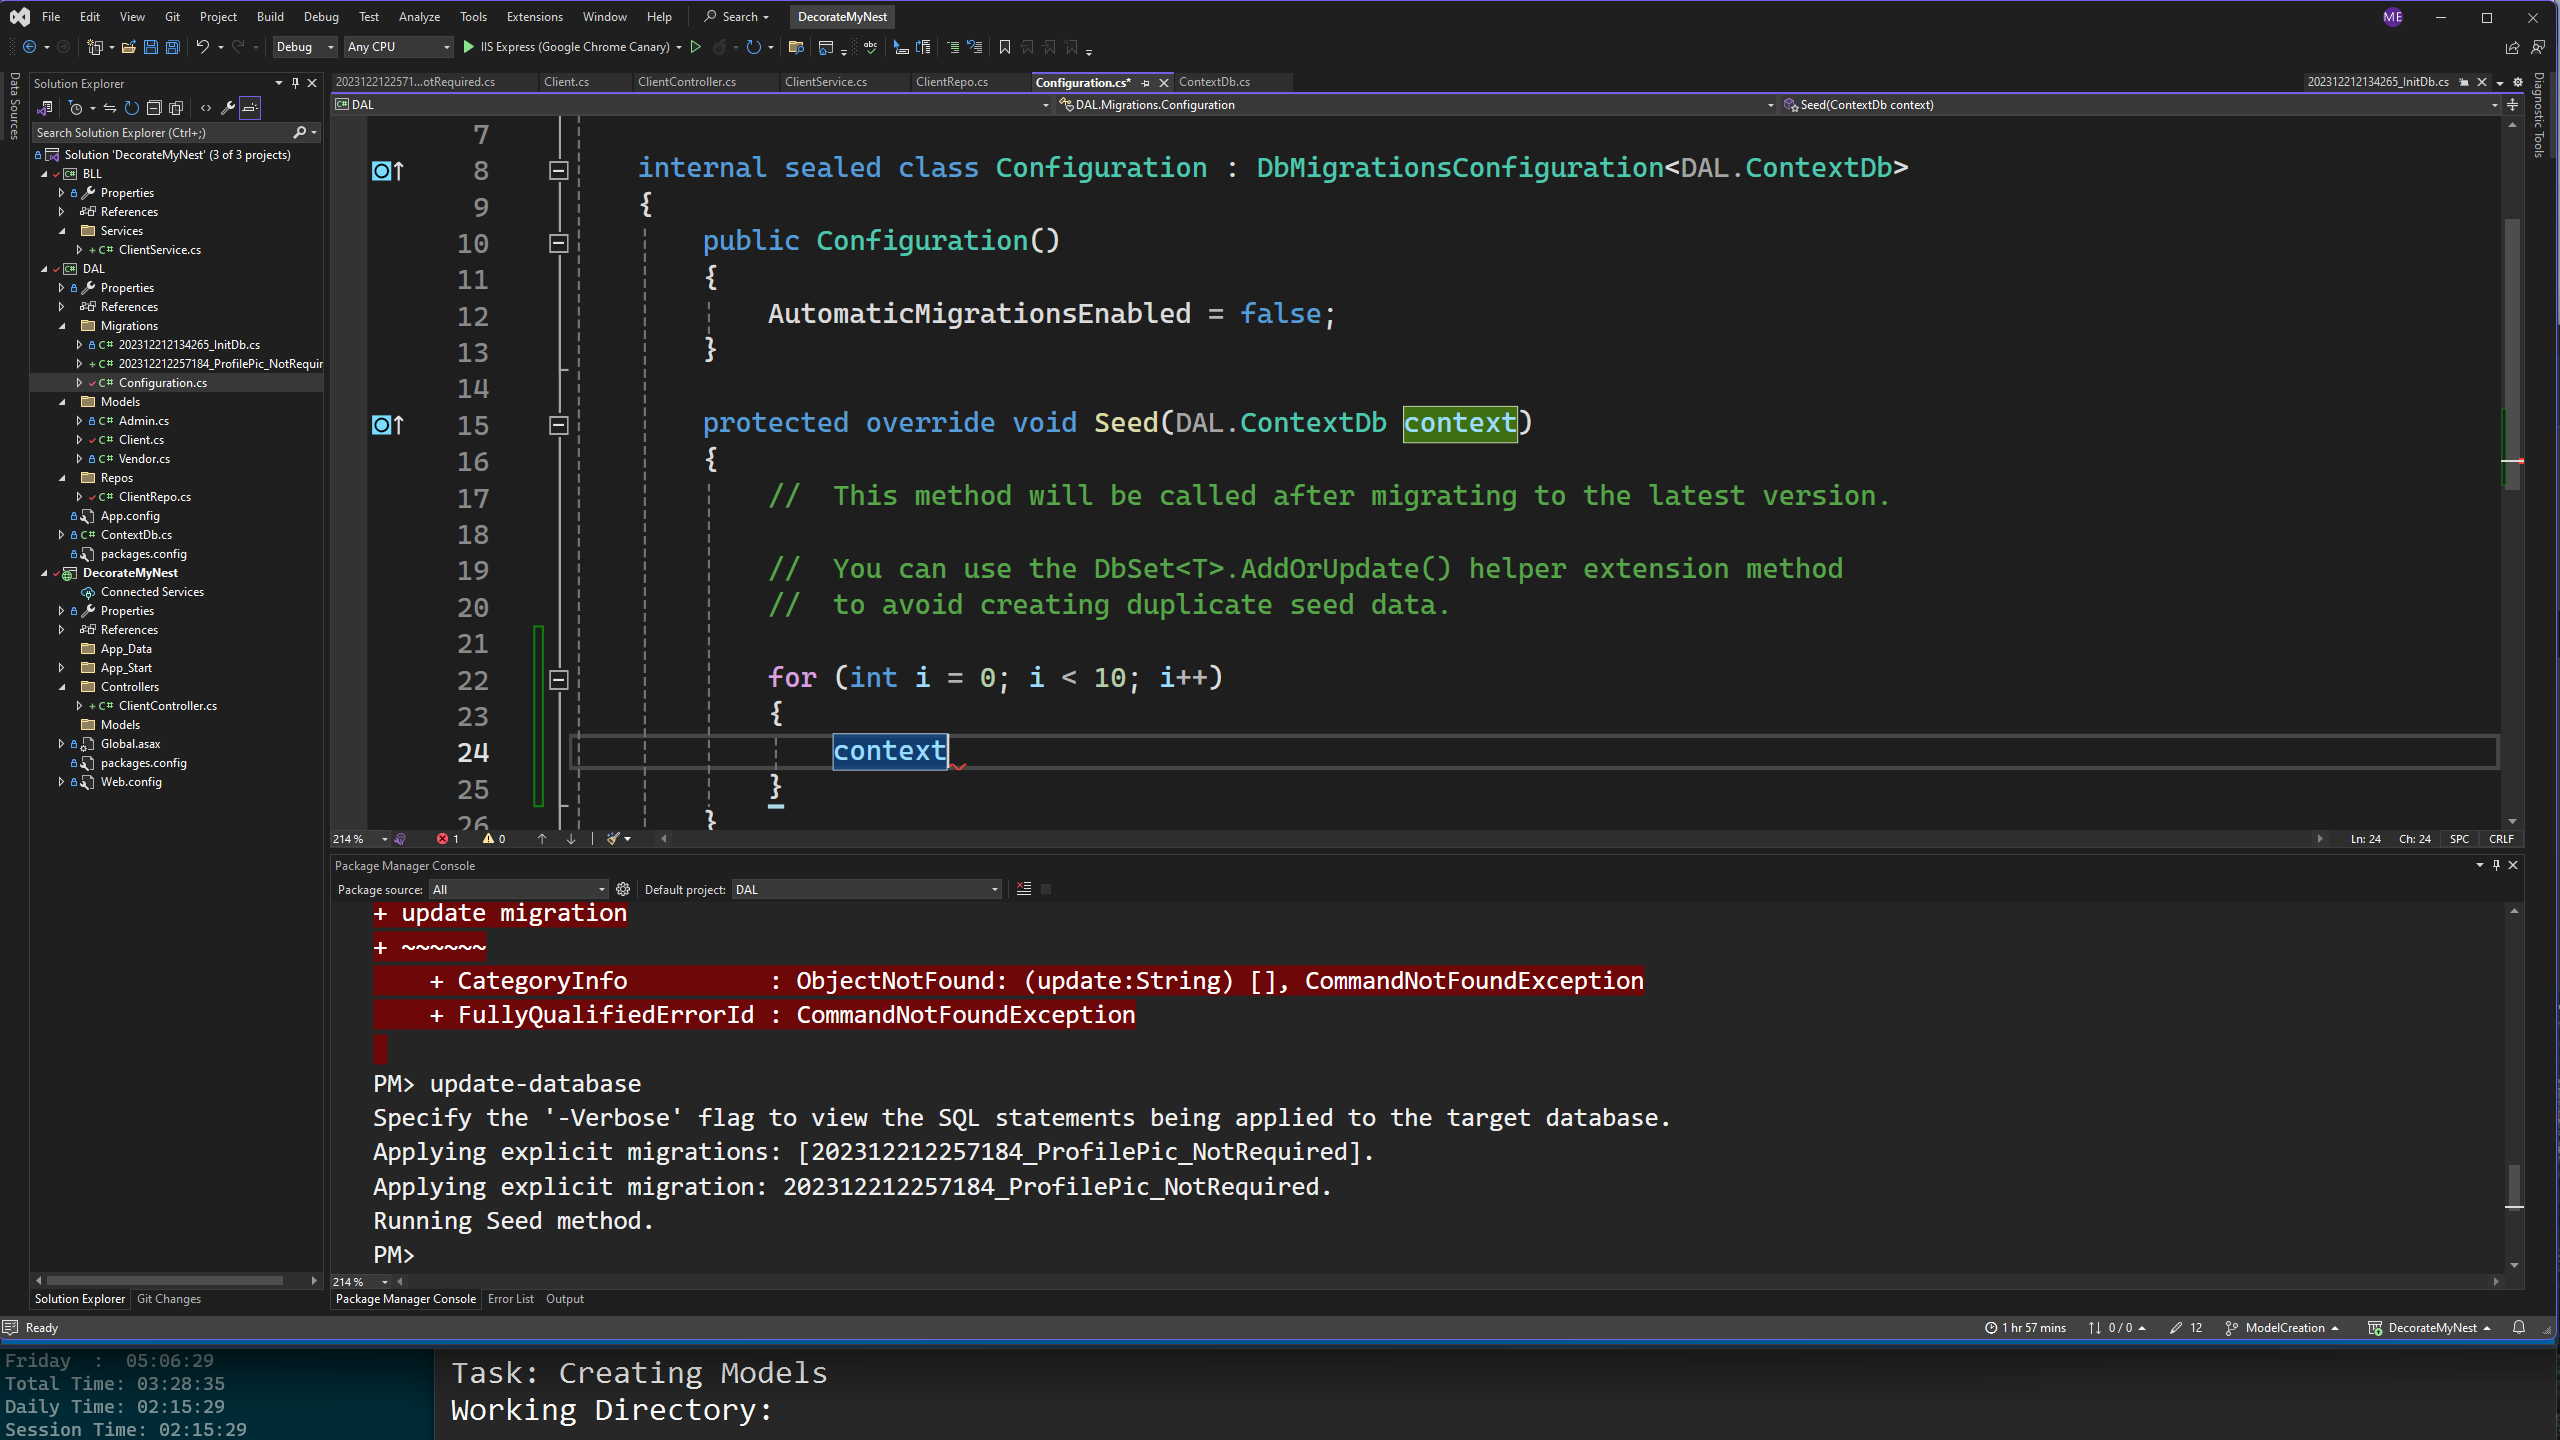 File Edit View Git Project Build Debug Test Analyze Tools Extensions Window Help Search DecorateMyNest ME
Debug Any CPU IIS Express (Google Chrome Canary)
Data Sources
Solution Explorer
Search Solution Explorer (Ctrl+;)
Solution 'DecorateMyNest' (3 of 3 projects)
BLL
Properties
References
Services
C# ClientService.cs
DAL
Properties
References
Migrations
C# 202312212134265_InitDb.cs
C# 202312212257184_ProfilePic_NotRequir
C# Configuration.cs
Models
C# Admin.cs
C# Client.cs
C# Vendor.cs
Repos
C# ClientRepo.cs
App.config
C# ContextDb.cs
packages.config
DecorateMyNest
Connected Services
Properties
References
App_Data
App_Start
Controllers
C# ClientController.cs
Models
Global.asax
packages.config
Web.config
Solution Explorer Git Changes
2023122122571...otRequired.cs Client.cs ClientController.cs ClientService.cs ClientRepo.cs Configuration.cs* ContextDb.cs 202312212134265_InitDb.cs
C# DAL DAL.Migrations.Configuration Seed(ContextDb context)
Diagnostic Tools
7
8 internal sealed class Configuration : DbMigrationsConfiguration<DAL.ContextDb>
9 {
10 public Configuration()
11 {
12 AutomaticMigrationsEnabled = false;
13 }
14
15 protected override void Seed(DAL.ContextDb context)
16 {
17 //  This method will be called after migrating to the latest version.
18
19 //  You can use the DbSet<T>.AddOrUpdate() helper extension method
20 //  to avoid creating duplicate seed data.
21
22 for (int i = 0; i < 10; i++)
23 {
24 context
25 }
26 }
214 % 1 0 Ln: 24 Ch: 24 SPC CRLF
Package Manager Console
Package source: All Default project: DAL
+ update migration
+ ~~~~~~
+ CategoryInfo          : ObjectNotFound: (update:String) [], CommandNotFoundException
+ FullyQualifiedErrorId : CommandNotFoundException
PM> update-database
Specify the '-Verbose' flag to view the SQL statements being applied to the target database.
Applying explicit migrations: [202312212257184_ProfilePic_NotRequired].
Applying explicit migration: 202312212257184_ProfilePic_NotRequired.
Running Seed method.
PM>
214 %
Package Manager Console Error List Output
Ready 1 hr 57 mins 0 / 0 12 ModelCreation DecorateMyNest
Friday  :  05:06:29
Total Time: 03:28:35
Daily Time: 02:15:29
Session Time: 02:15:29
Task: Creating Models
Working Directory: